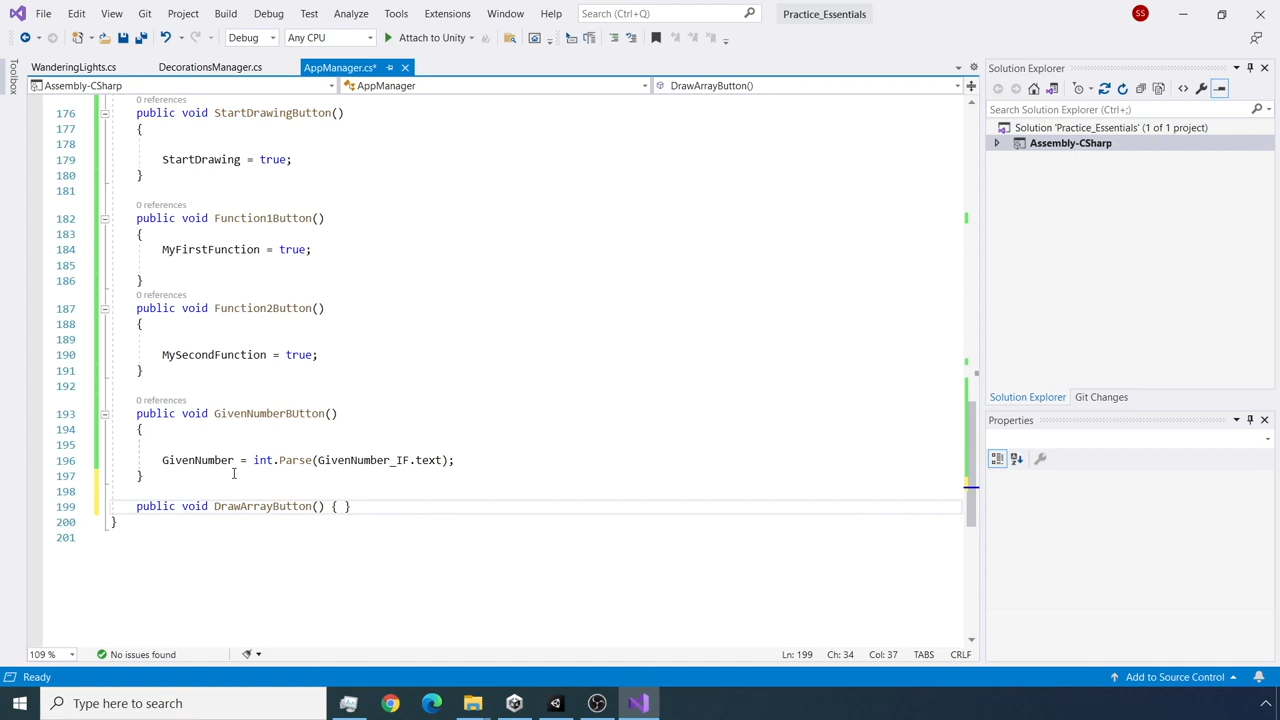 File Edit View Git Project Build Debug Test Analyze Tools Extensions Window Help Search (Ctrl+Q) Practice_Essentials SS
Debug Any CPU Attach to Unity
Toolbox
WanderingLights.cs DecorationsManager.cs AppManager.cs*
Assembly-CSharp AppManager DrawArrayButton()
0 references
176 public void StartDrawingButton()
177 {
178
179 StartDrawing = true;
180 }
181
0 references
182 public void Function1Button()
183 {
184 MyFirstFunction = true;
185
186 }
0 references
187 public void Function2Button()
188 {
189
190 MySecondFunction = true;
191 }
192
0 references
193 public void GivenNumberBUtton()
194 {
195
196 GivenNumber = int.Parse(GivenNumber_IF.text);
197 }
198
199 public void DrawArrayButton() { }
200 }
201
109 % No issues found Ln: 199 Ch: 34 Col: 37 TABS CRLF
Solution Explorer
Search Solution Explorer (Ctrl+;)
Solution 'Practice_Essentials' (1 of 1 project)
Assembly-CSharp
Solution Explorer Git Changes
Properties
Ready Add to Source Control
Type here to search